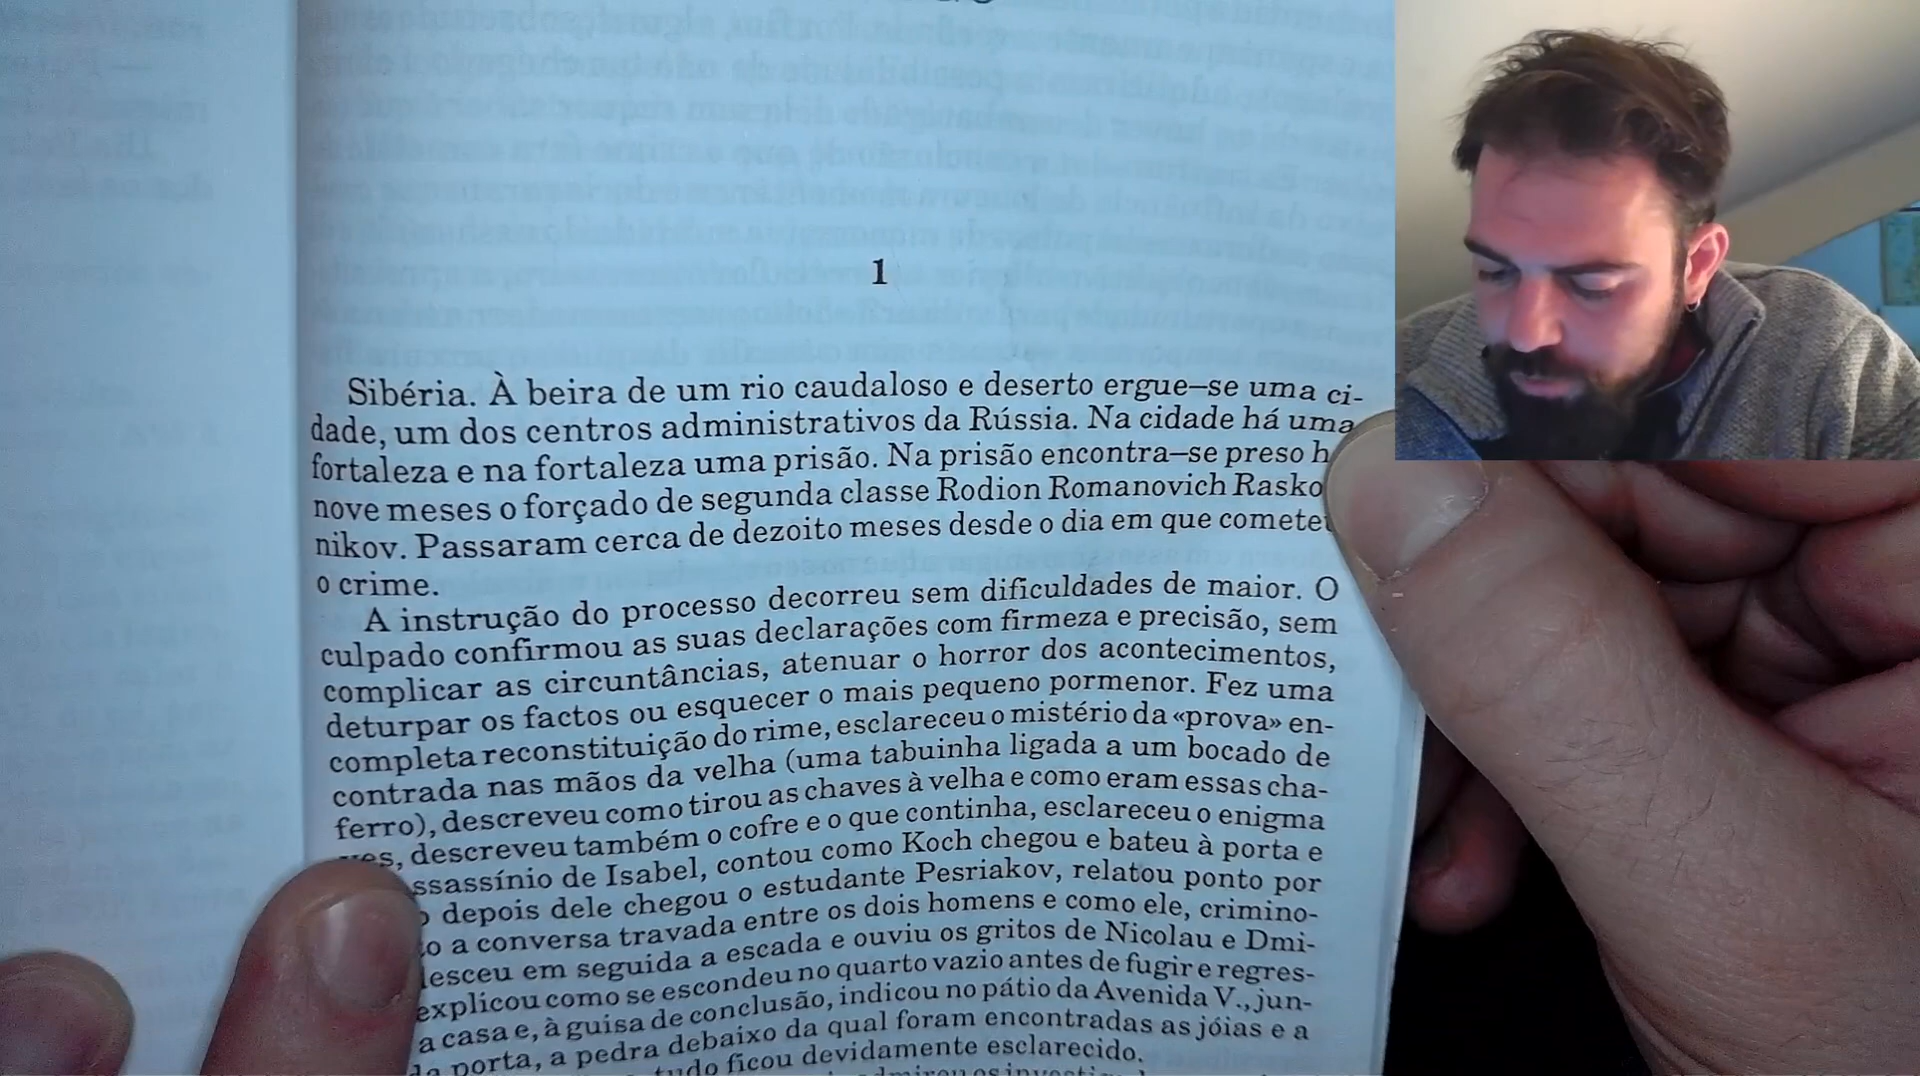 1
Sibéria. À beira de um rio caudaloso e deserto ergue-se uma ci-
dade, um dos centros administrativos da Rússia. Na cidade há uma
fortaleza e na fortaleza uma prisão. Na prisão encontra-se preso
nove meses o forçado de segunda classe Rodion Romanovich Rasko
nikov. Passaram cerca de dezoito meses desde o dia em que
o crime.
A instrução do processo decorreu sem dificuldades de maior. O
culpado confirmou as suas declarações com firmeza e precisão, sem
complicar as circuntâncias, atenuar o horror dos acontecimentos,
deturpar os factos ou esquecer o mais pequeno pormenor. Fez uma
completa reconstituição do rime, esclareceu o mistério da «prova» en-
contrada nas mãos da velha (uma tabuinha ligada a um bocado de
ferro), descreveu como tirou as chaves à velha e como eram essas cha-
descreveu também o cofre e o que continha, esclareceu o enigma
ssassínio de Isabel, contou como Koch chegou e bateu à porta e
depois dele chegou o estudante Pesriakov, relatou ponto por
a conversa travada entre os dois homens e como ele, crimino-
desceu em seguida a escada e ouviu os gritos de Nicolau e Dmi-
explicou como se escondeu no quarto vazio antes de fugir e regres-
a casa e, à guisa de conclusão, indicou no pátio da Avenida V., jun-
da porta, a pedra debaixo da qual foram encontradas as jóias e a
tudo ficou devidamente esclarecido.